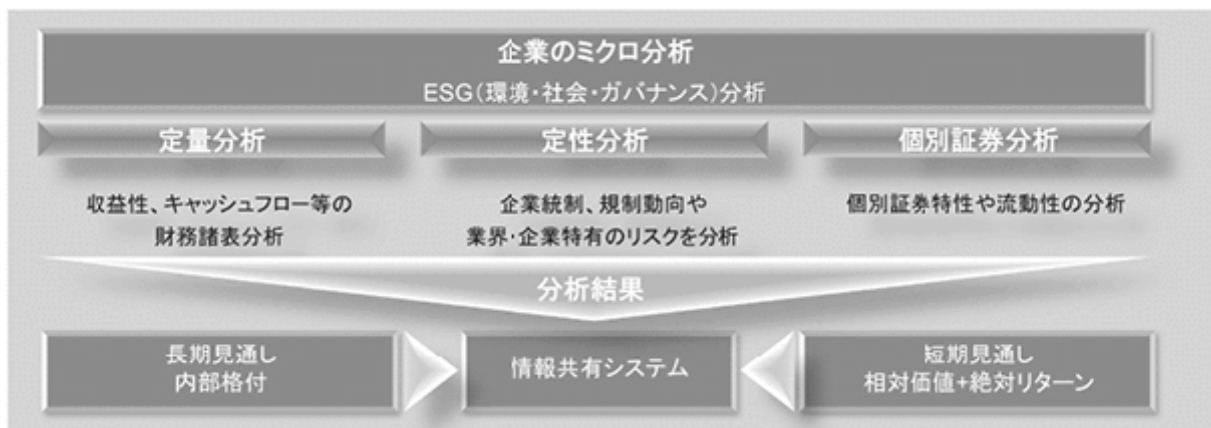 企業のミクロ分析
ESG(環境・社会・ガバナンス)分析
定量分析
収益性、キャッシュフロー等の
財務諸表分析
定性分析
企業統制、規制動向や
業界・企業特有のリスクを分析
個別証券分析
個別証券特性や流動性の分析
分析結果
長期見通し
内部格付
情報共有システム
短期見通し
相対価値+絶対リターン